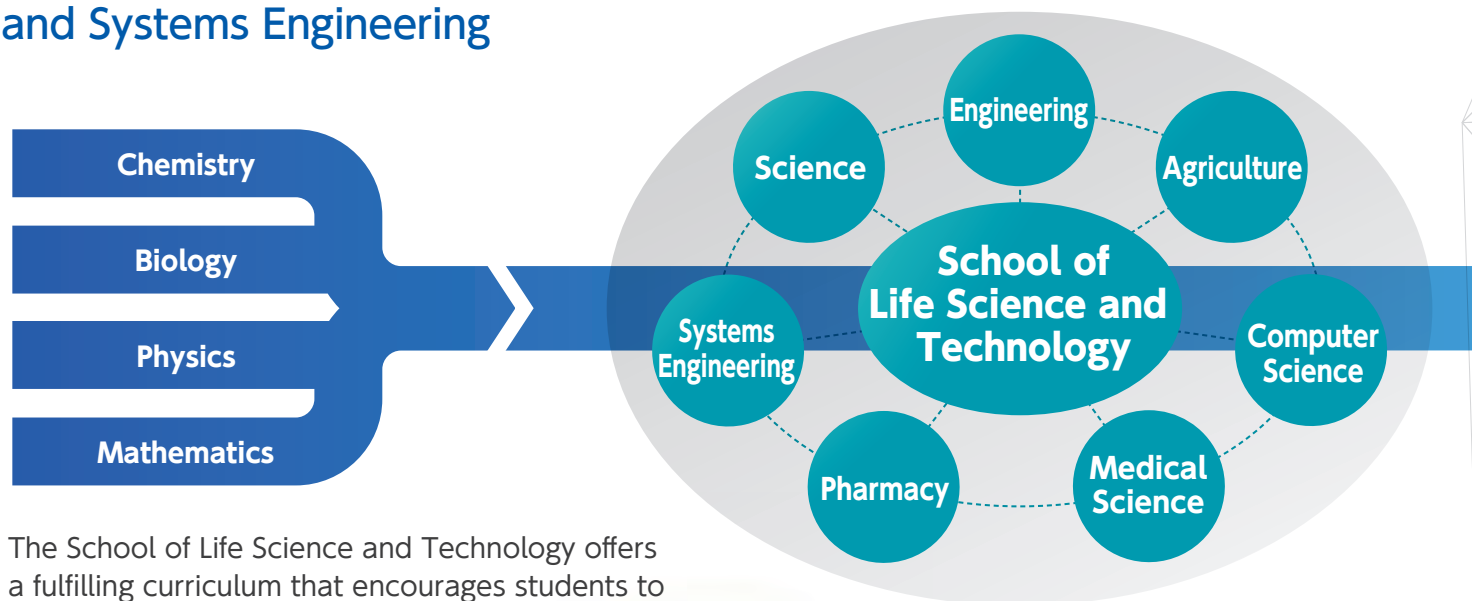 and Systems Engineering
Chemistry
Biology
Physics
Mathematics
Engineering
Science
Agriculture
School of
Life Science and
Technology
Systems
Engineering
Computer
Science
Pharmacy
Medical
Science
The School of Life Science and Technology offers
a fulfilling curriculum that encourages students to